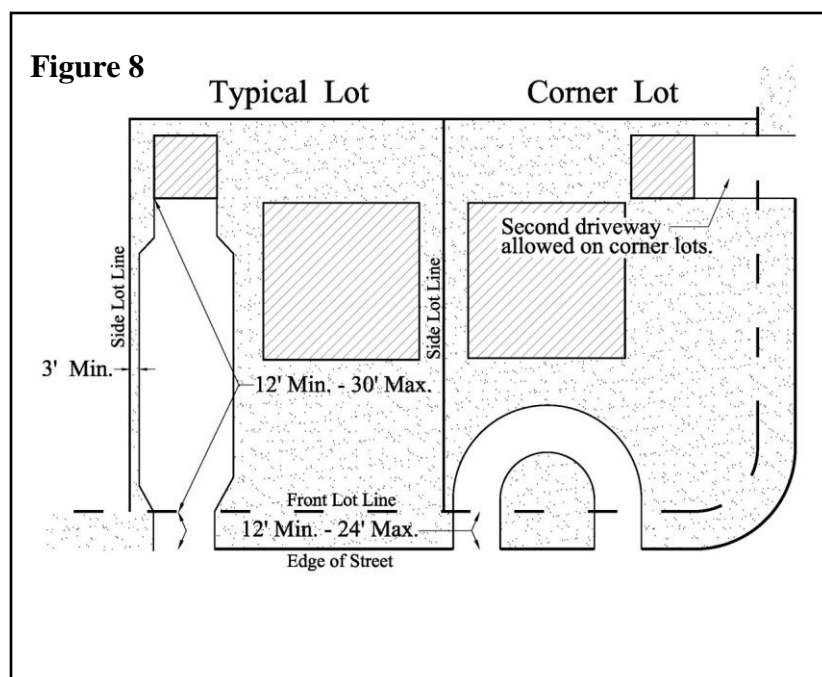 Figure 8
Typical Lot
Corner Lot
Second driveway
allowed on corner lots.
Side Lot Line
Side Lot Line
3' Min.
12' Min. - 30' Max.
Front Lot Line
12' Min. - 24' Max.
Edge of Street